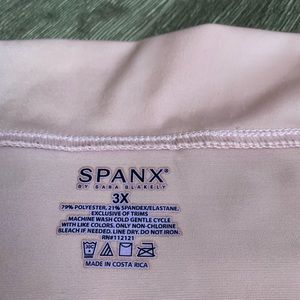 SPANX®
BY SARA BLAKELY
3X
79% POLYESTER, 21% SPANDEX/ELASTANE.
EXCLUSIVE OF TRIMS
MACHINE WASH COLD GENTLE CYCLE
WITH LIKE COLORS. ONLY NON-CHLORINE
BLEACH IF NEEDED. LINE DRY. DO NOT IRON.
RN#112121
MADE IN COSTA RICA